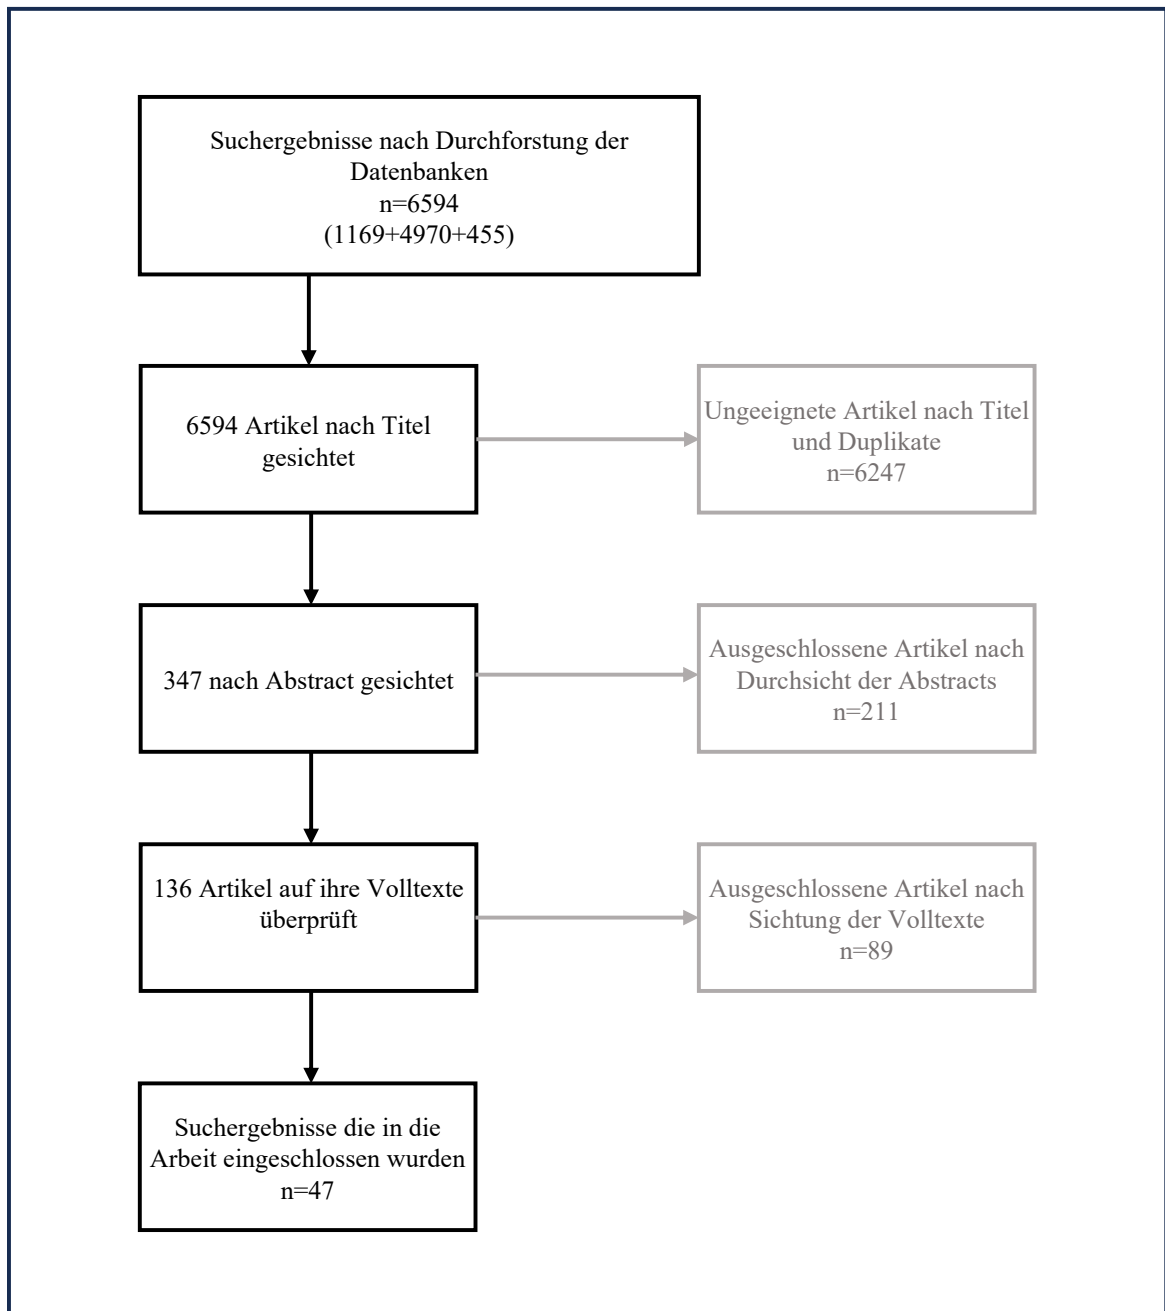 Suchergebnisse nach Durchforstung der
Datenbanken
n=6594
(1169+4970+455)
6594 Artikel nach Titel
gesichtet
Ungeeignete Artikel nach Titel
und Duplikate
n=6247
347 nach Abstract gesichtet
Ausgeschlossene Artikel nach
Durchsicht der Abstracts
n=211
136 Artikel auf ihre Volltexte
überprüft
Ausgeschlossene Artikel nach
Sichtung der Volltexte
n=89
Suchergebnisse die in die
Arbeit eingeschlossen wurden
n=47